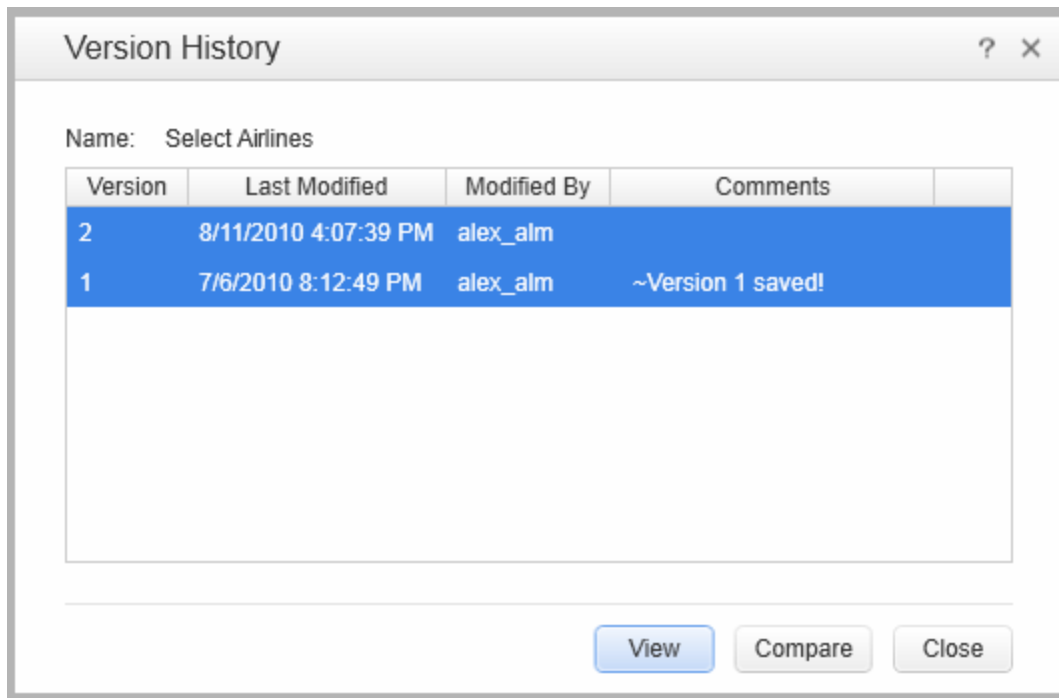 Version History ? ×
Name: Select Airlines
Version Last Modified Modified By Comments
2 8/11/2010 4:07:39 PM alex_alm
1 7/6/2010 8:12:49 PM alex_alm ~Version 1 saved!
View Compare Close